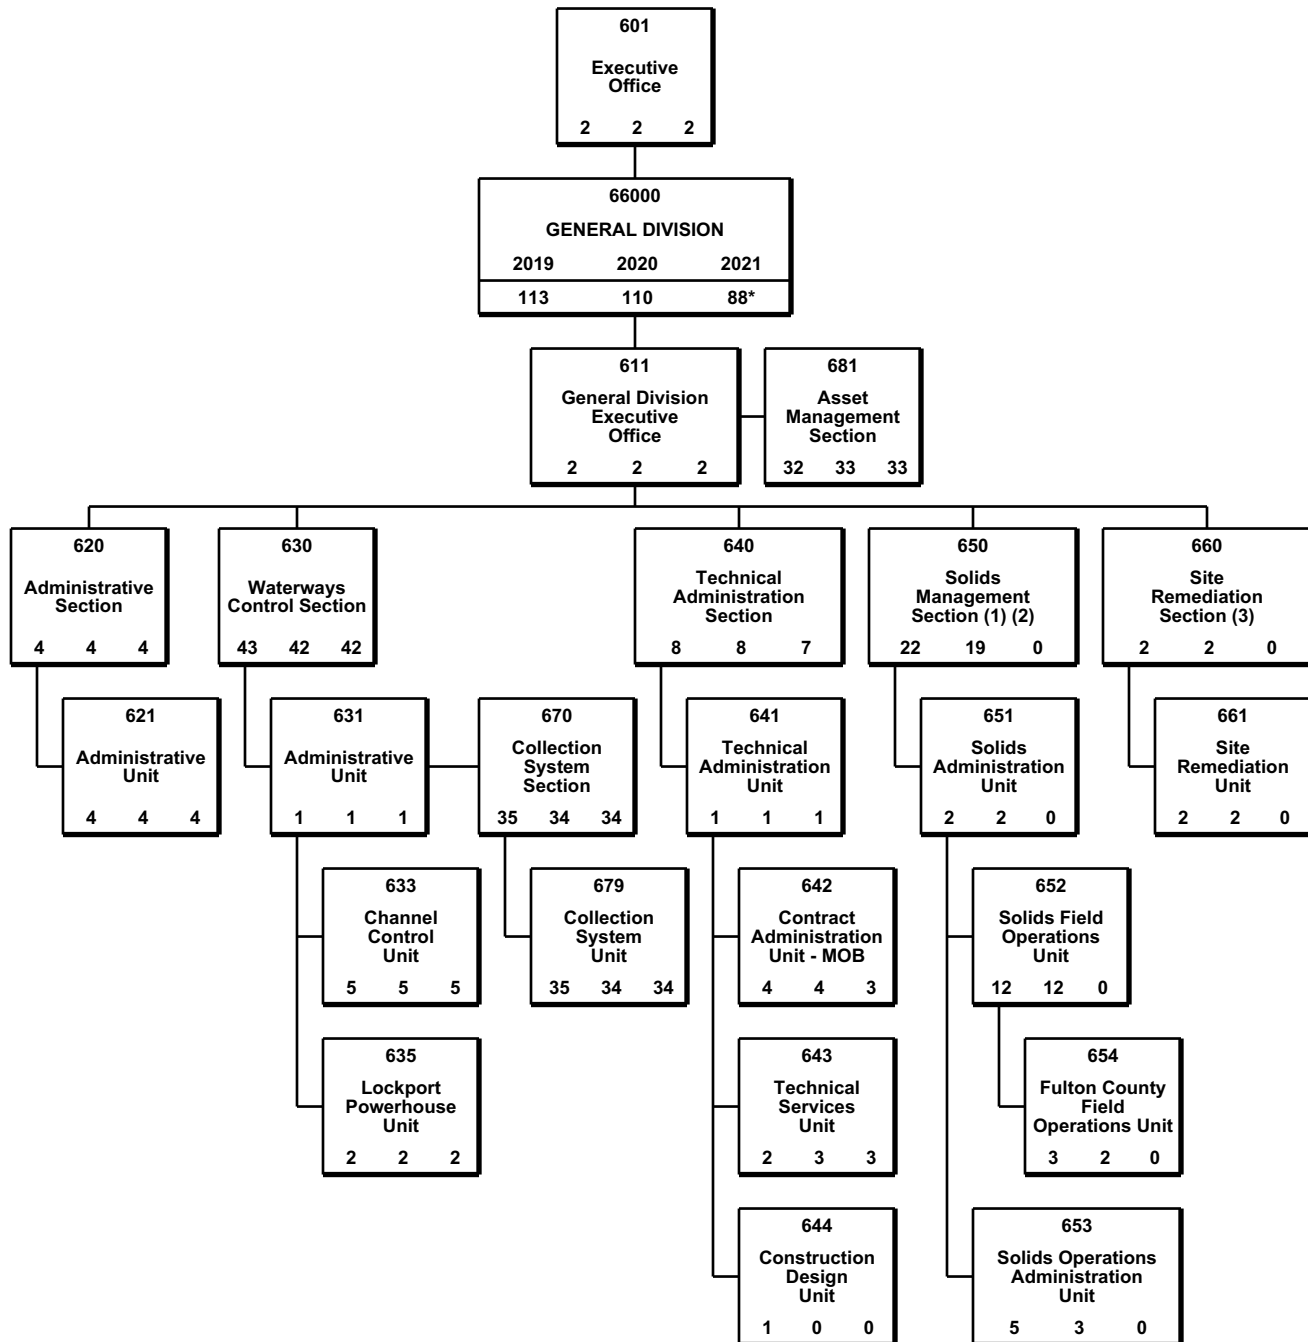 601
Executive
Office
2 2 2
66000
GENERAL DIVISION
2019 2020 2021
113 110 88*
611
General Division
Executive
Office
2 2 2
681
Asset
Management
Section
32 33 33
620
Administrative
Section
4 4 4
630
Waterways
Control Section
43 42 42
640
Technical
Administration
Section
8 8 7
650
Solids
Management
Section (1) (2)
22 19 0
660
Site
Remediation
Section (3)
2 2 0
621
Administrative
Unit
4 4 4
631
Administrative
Unit
1 1 1
670
Collection
System
Section
35 34 34
641
Technical
Administration
Unit
1 1 1
651
Solids
Administration
Unit
2 2 0
661
Site
Remediation
Unit
2 2 0
633
Channel
Control
Unit
5 5 5
679
Collection
System
Unit
35 34 34
642
Contract
Administration
Unit - MOB
4 4 3
652
Solids Field
Operations
Unit
12 12 0
635
Lockport
Powerhouse
Unit
2 2 2
643
Technical
Services
Unit
2 3 3
654
Fulton County
Field
Operations Unit
3 2 0
644
Construction
Design
Unit
1 0 0
653
Solids Operations
Administration
Unit
5 3 0